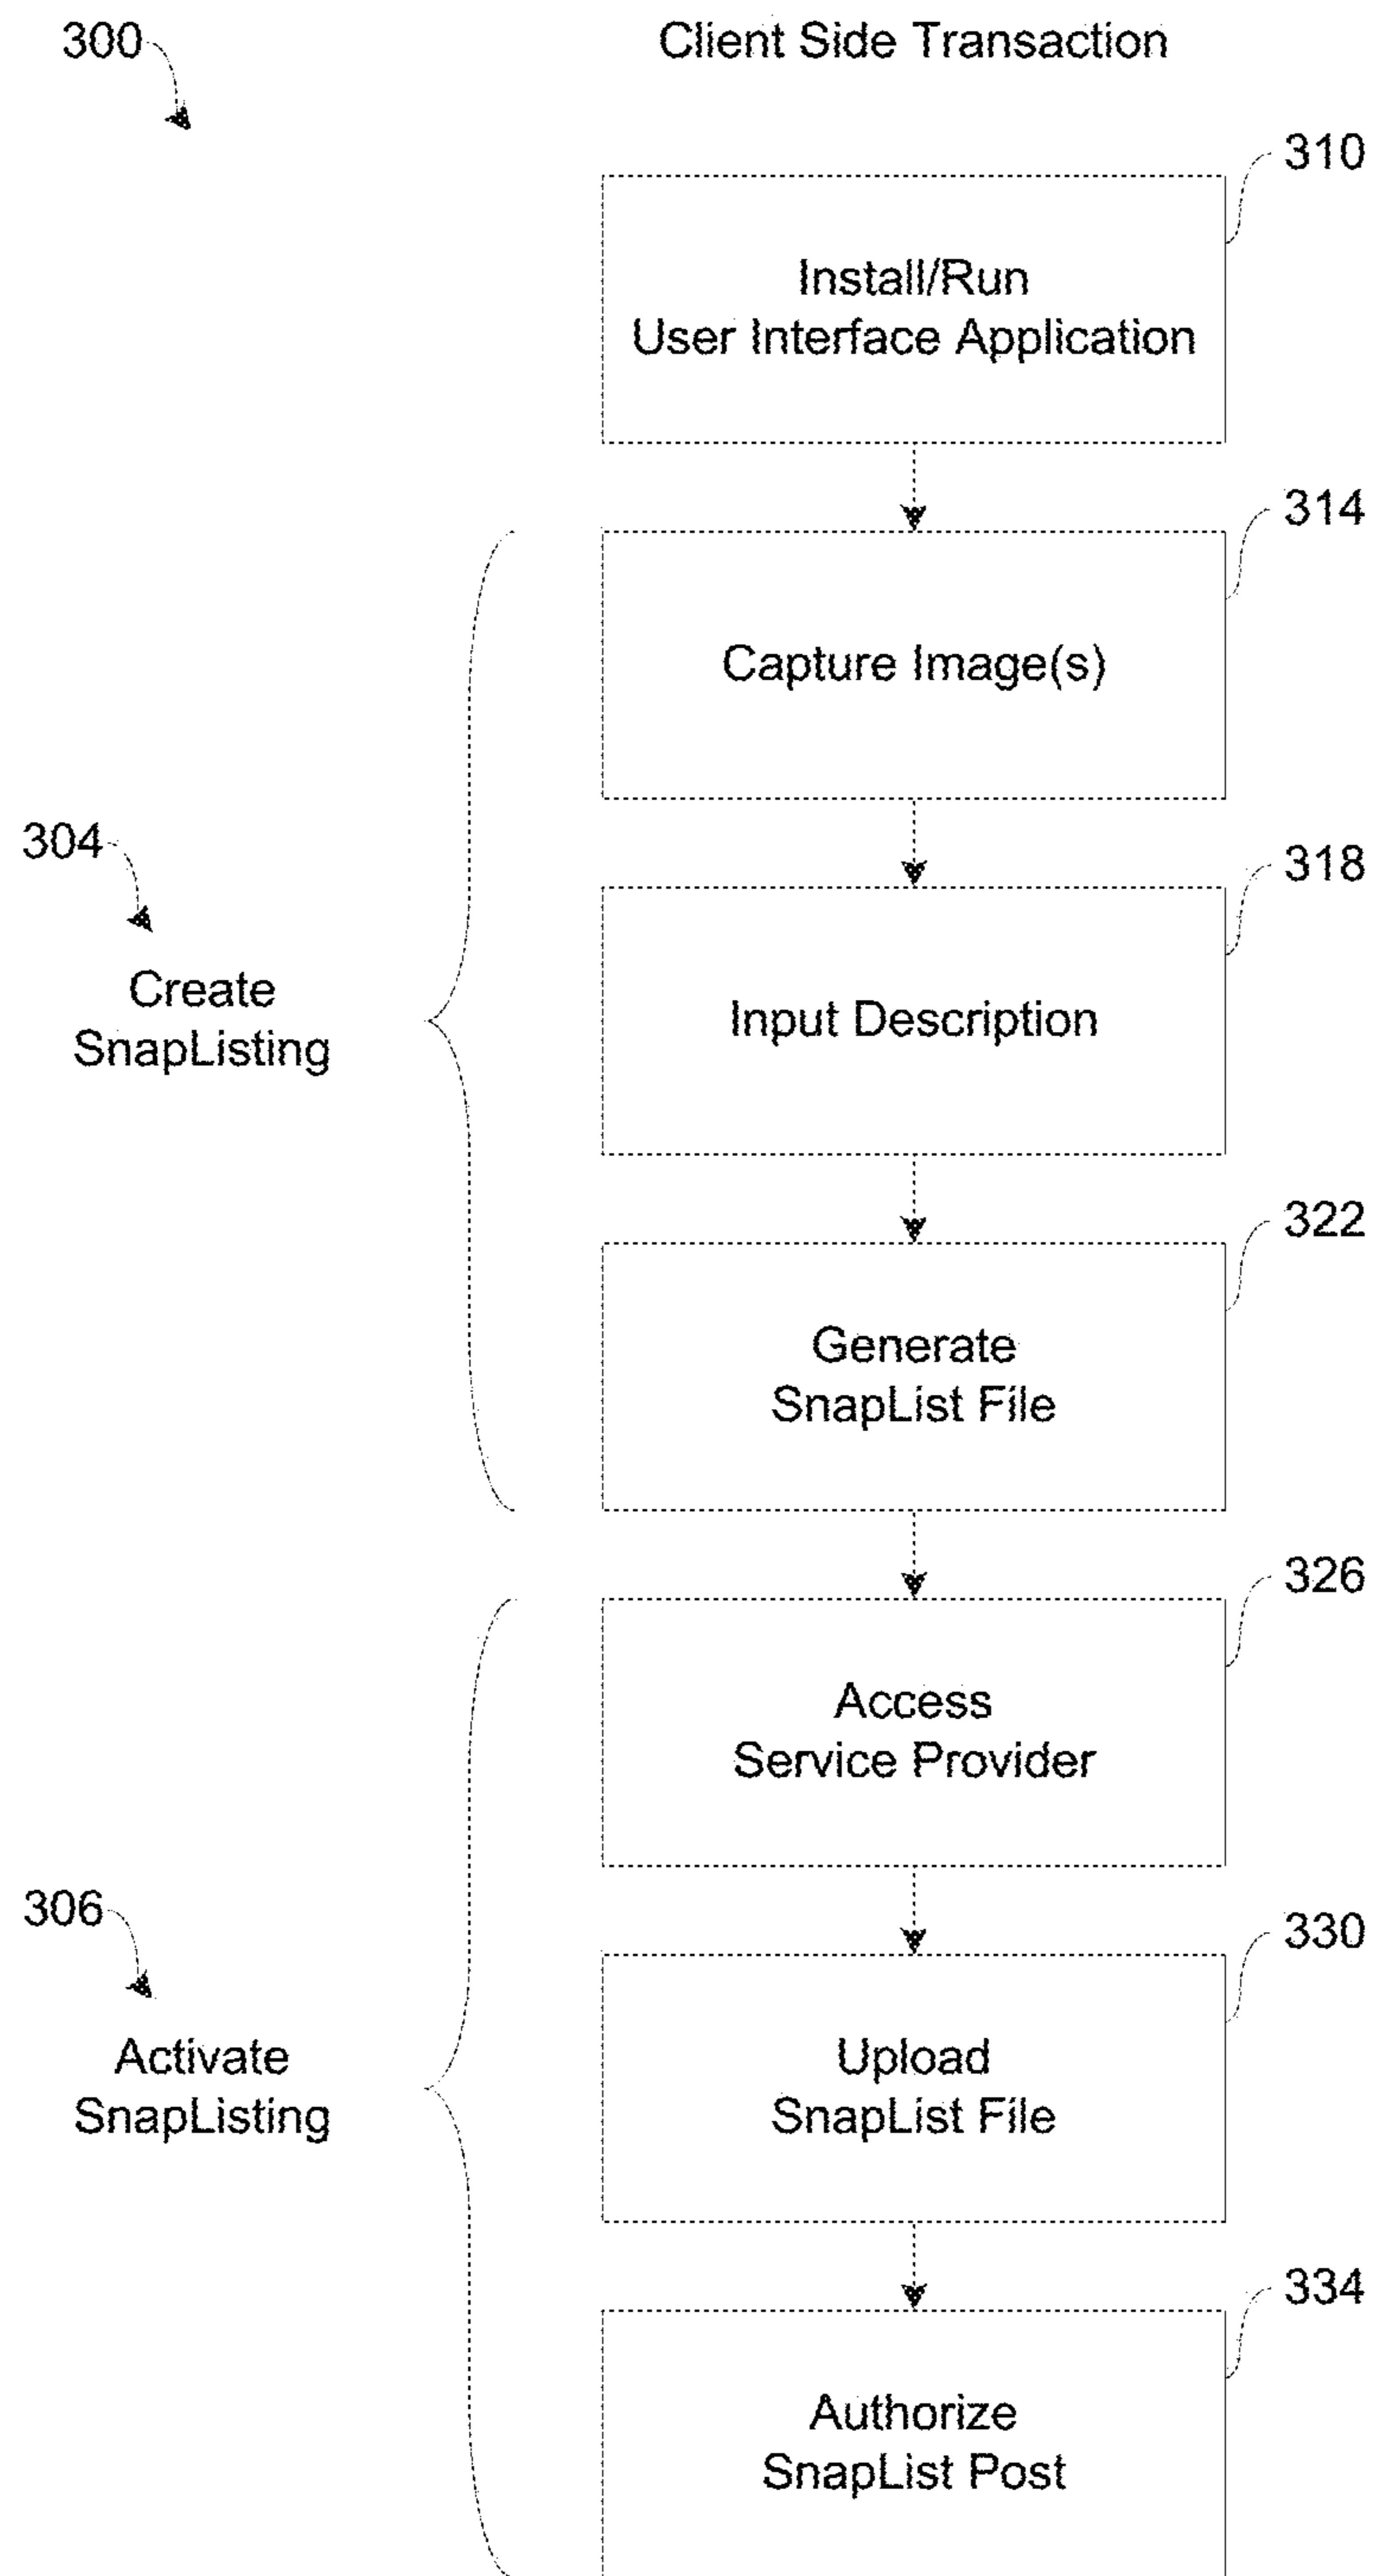 300
Client Side Transaction
310
Install/Run
User Interface Application
314
Capture Image(s)
304
318
Create
SnapListing
Input Description
322
Generate
SnapList File
326
Access
Service Provider
306
330
Activate
SnapListing
Upload
SnapList File
334
Authorize
SnapList Post